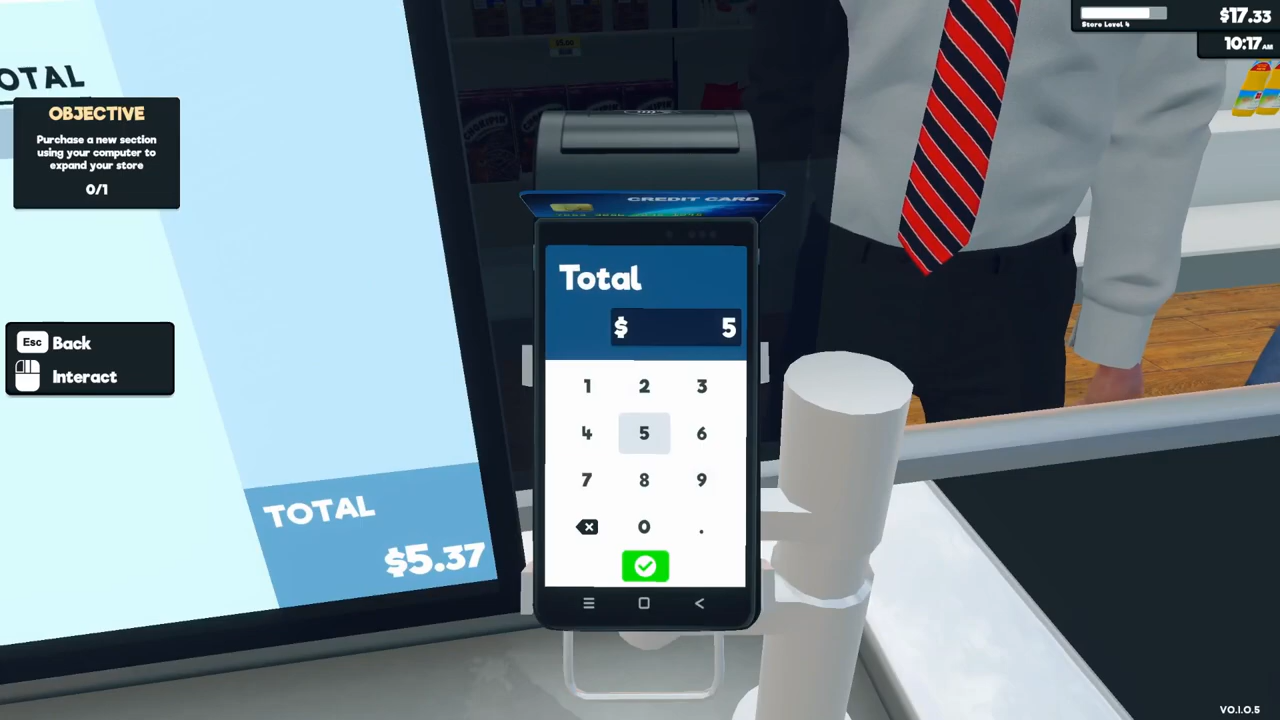 $17.33
Store Level 4
10:17AM
OTAL
OBJECTIVE
Purchase a new section
using your computer to
expand your store
0/1
Esc Back
Interact
CREDIT CARD
Total
$ 5
1 2 3
4 5 6
7 8 9
0 .
TOTAL
$5.37
V0.1.0.5